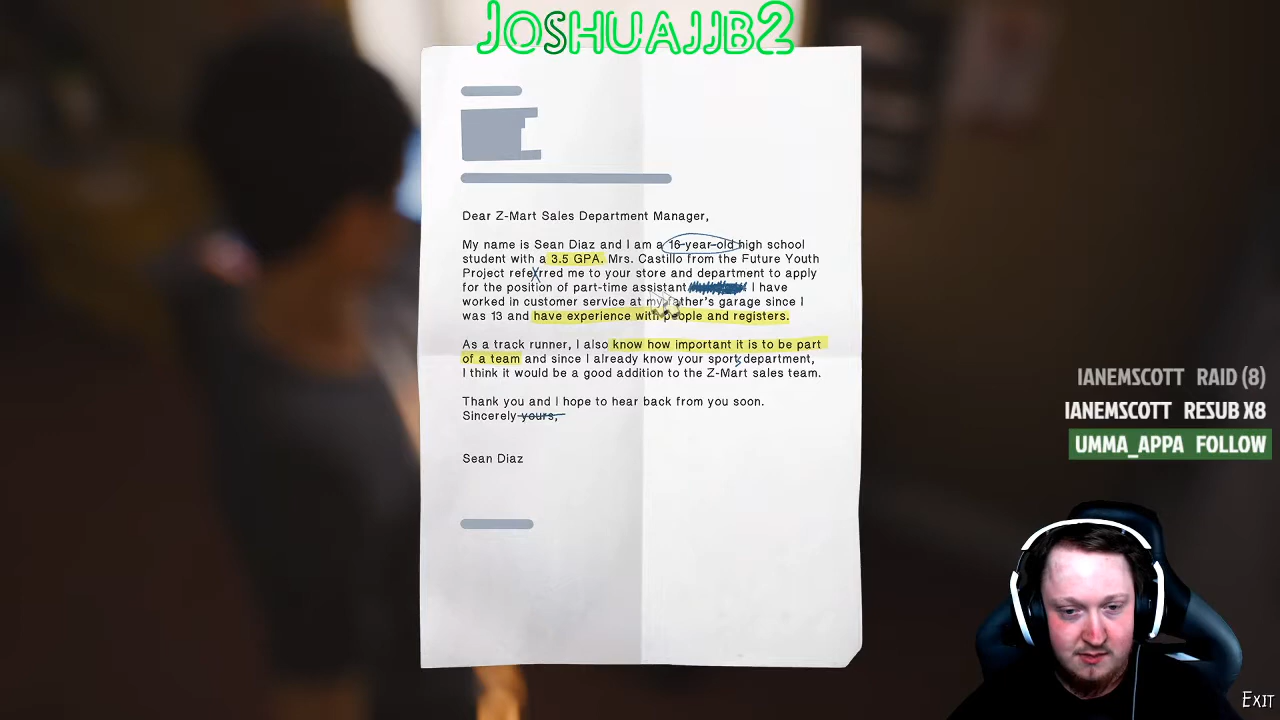 JOSHUAJJB2
Dear Z-Mart Sales Department Manager,
My name is Sean Diaz and I am a 16-year-old high school
student with a 3.5 GPA. Mrs. Castillo from the Future Youth
Project referred me to your store and department to apply
for the position of part-time assistant I have
worked in customer service at my father's garage since I
was 13 and have experience with people and registers.
As a track runner, I also know how important it is to be part
of a team and since I already know your sport department,
I think it would be a good addition to the Z-Mart sales team.
Thank you and I hope to hear back from you soon.
Sincerely yours,
Sean Diaz
IANEMSCOTT RAID (8)
IANEMSCOTT RESUB X8
UMMA_APPA FOLLOW
EXIT